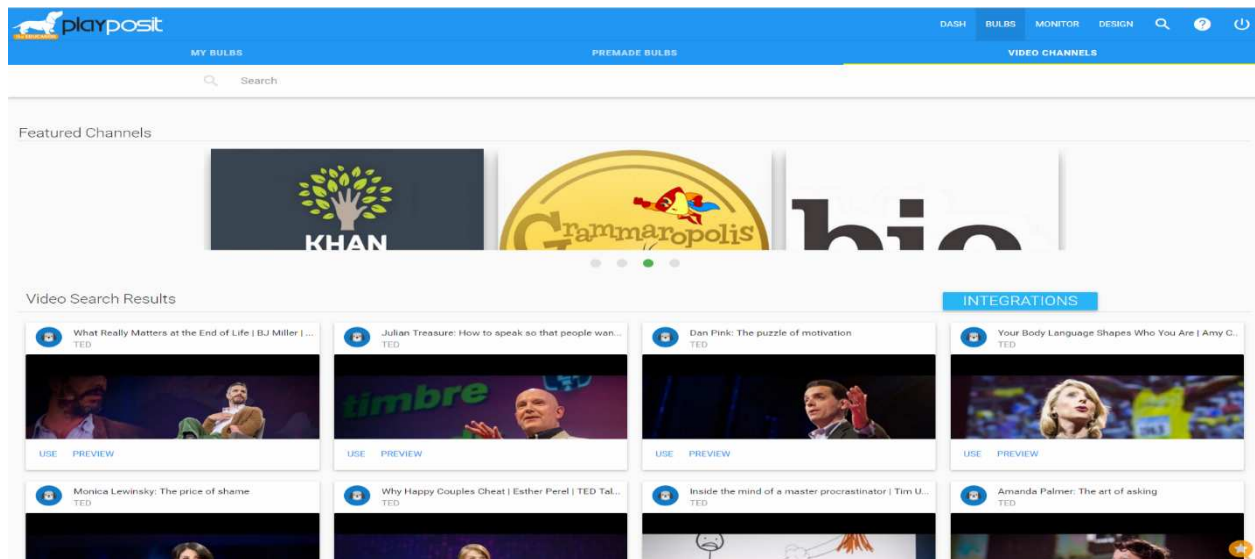 playposit
DASH BULBS MONITOR DESIGN
MY BULBS PREMADE BULBS VIDEO CHANNELS
Search
Featured Channels
KHAN
Grammaropolis
bio
Video Search Results
INTEGRATIONS
What Really Matters at the End of Life | BJ Miller | ...
TED
Julian Treasure: How to speak so that people wan...
TED
Dan Pink: The puzzle of motivation
TED
Your Body Language Shapes Who You Are | Amy C..
TED
timbre
USE PREVIEW
USE PREVIEW
USE PREVIEW
USE PREVIEW
Monica Lewinsky: The price of shame
TED
Why Happy Couples Cheat | Esther Perel | TED Tal...
TED
Inside the mind of a master procrastinator | Tim U...
TED
Amanda Palmer: The art of asking
TED